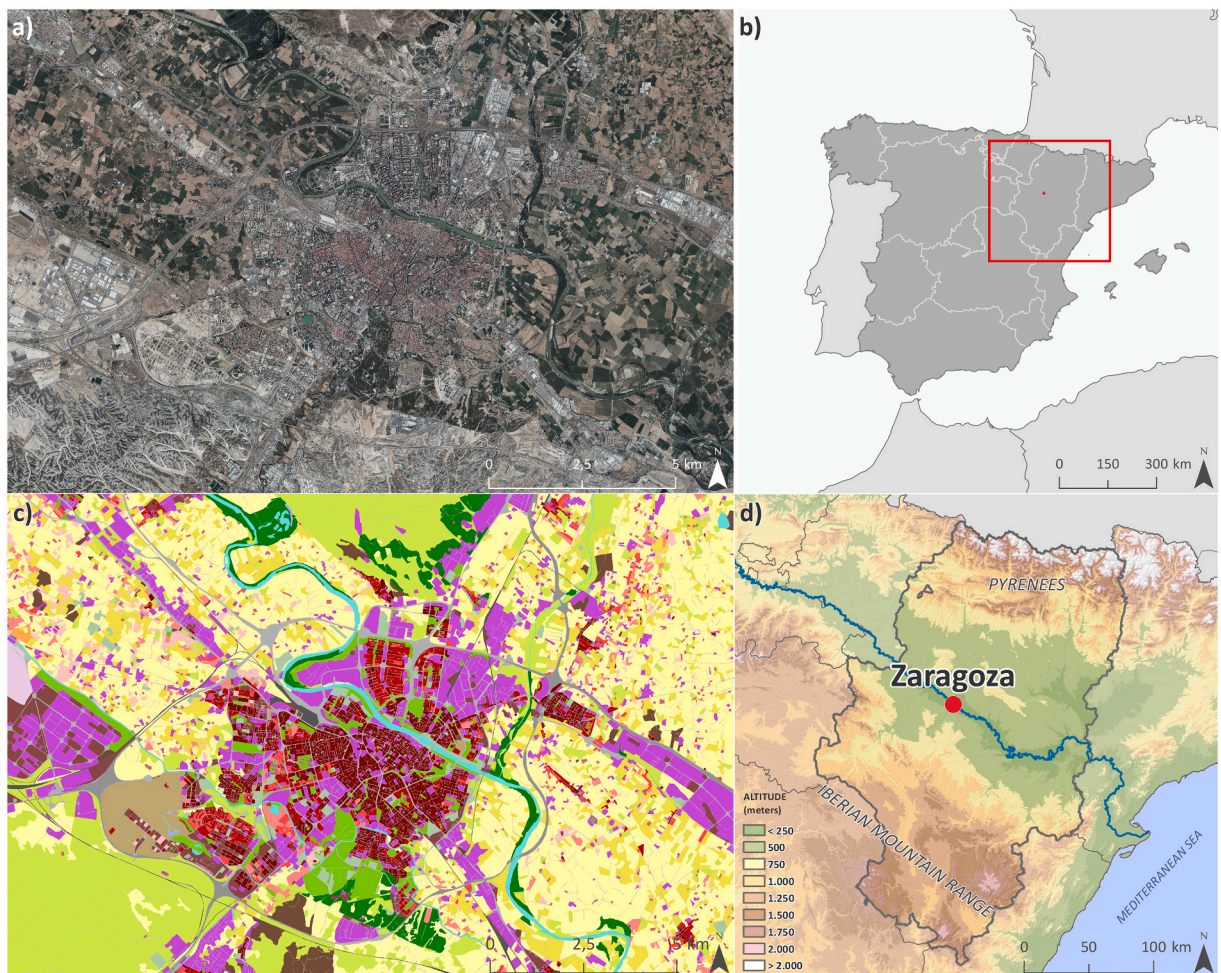 a)
N
0 2,5 5 km
b)
N
0 150 300 km
c)
N
0 2,5 5 km
d)
PYRENEES
Zaragoza
ALTITUDE
(meters)
< 250
500
750
1.000
1.250
1.500
1.750
2.000
> 2.000
IBERIAN MOUNTAIN RANGE
MEDITERRANEAN SEA
N
0 50 100 km